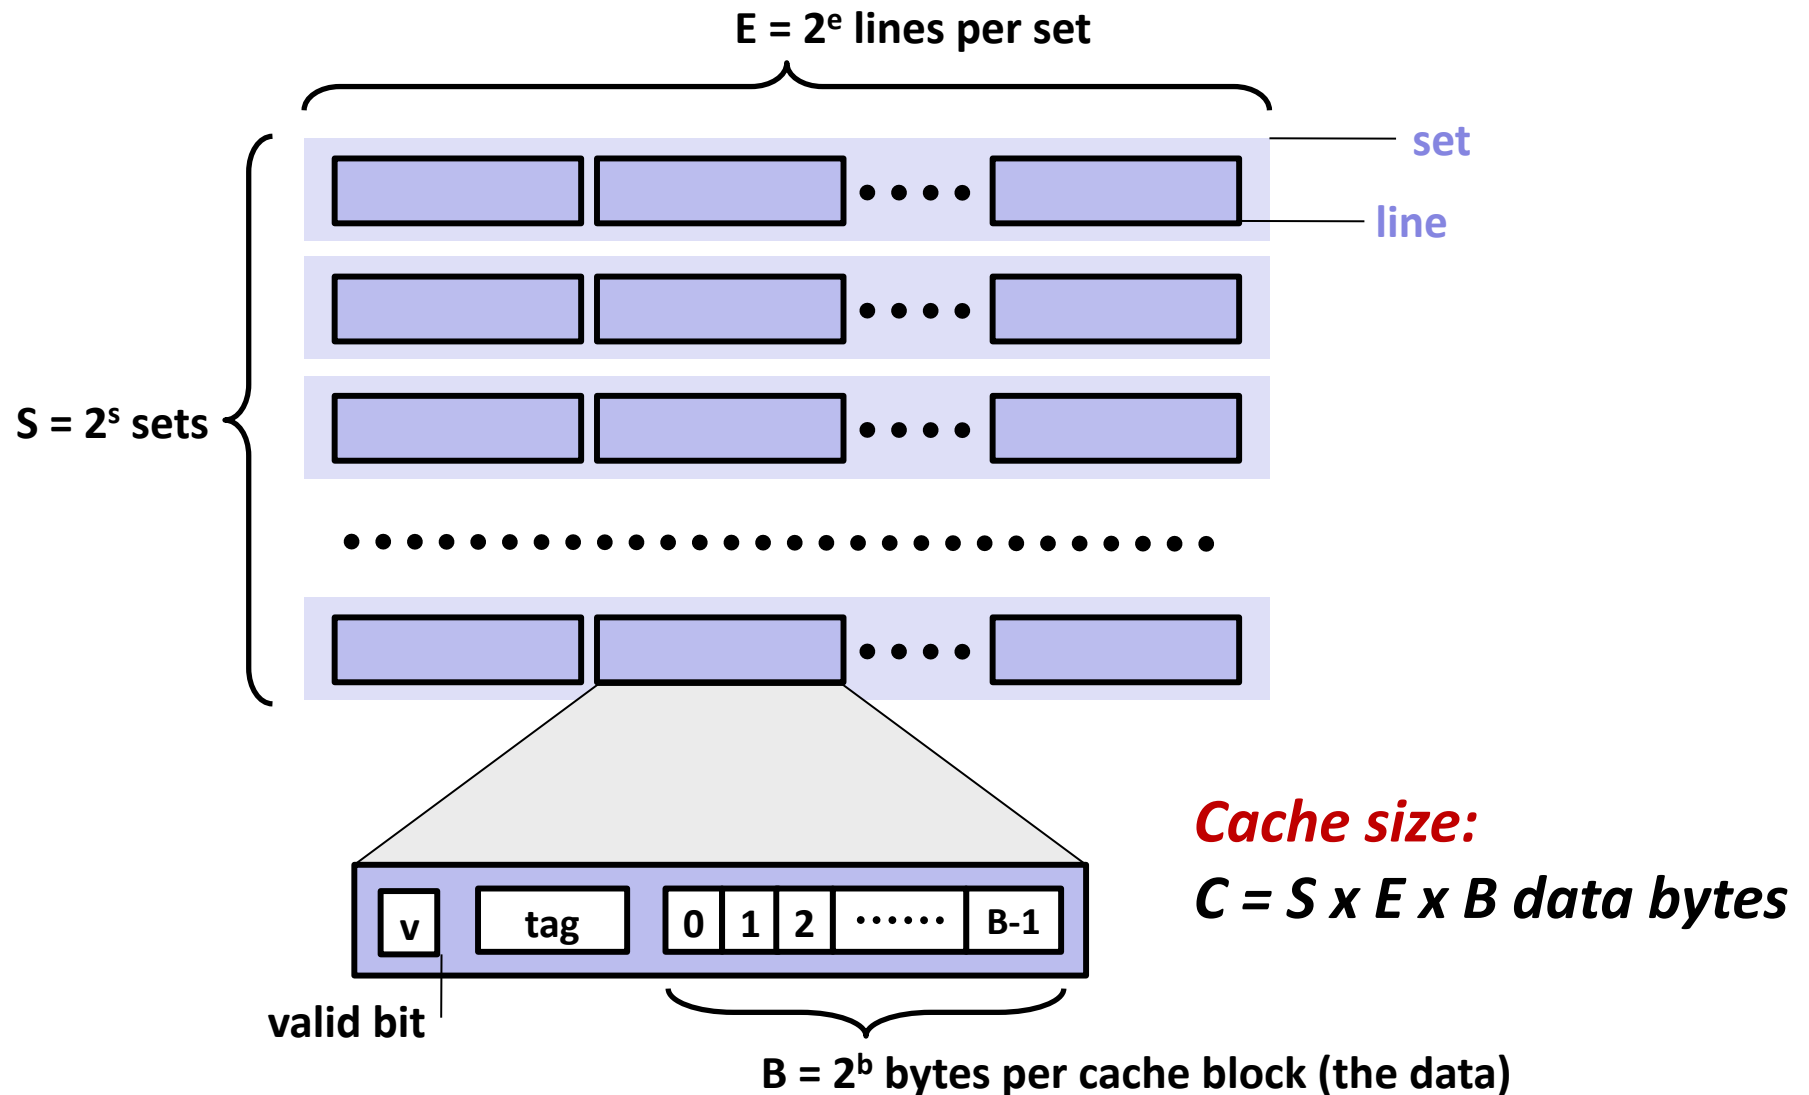 E = 2ᵉ lines per set
set
line
S = 2ˢ sets
v
tag
0
1
2
B-1
valid bit
B = 2ᵇ bytes per cache block (the data)
Cache size:
C = S x E x B data bytes